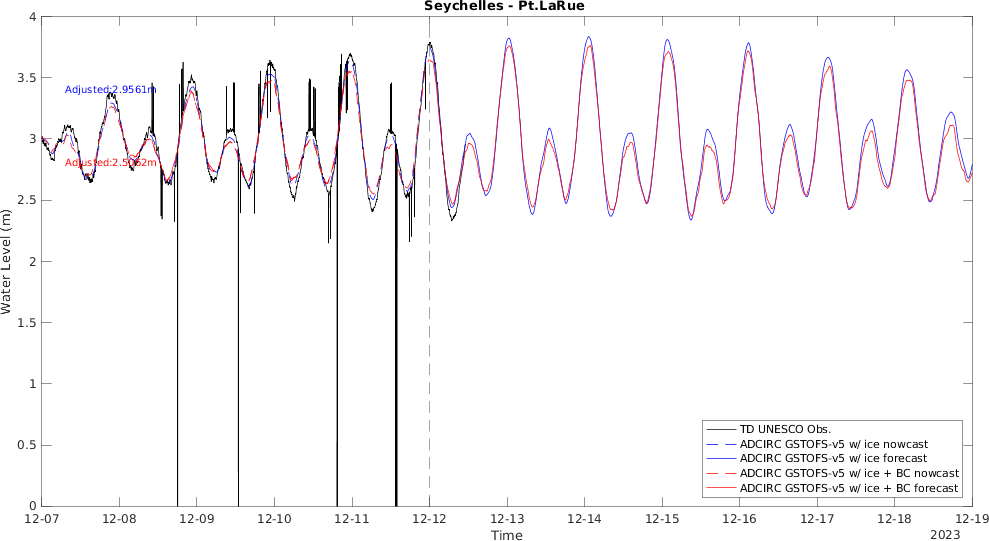 Seychelles - Pt.LaRue
Water Level (m)
4
3.5
3
2.5
2
1.5
1
0.5
0
Adjusted:2.9561m
12-07
12-08
12-09
12-10
12-11
12-12
12-13
12-14
12-15
12-16
12-17
12-18
12-19
Time
2023
TD UNESCO Obs.
ADCIRC GSTOFS-v5 w/ ice nowcast
ADCIRC GSTOFS-v5 w/ ice forecast
ADCIRC GSTOFS-v5 w/ ice + BC nowcast
ADCIRC GSTOFS-v5 w/ ice + BC forecast